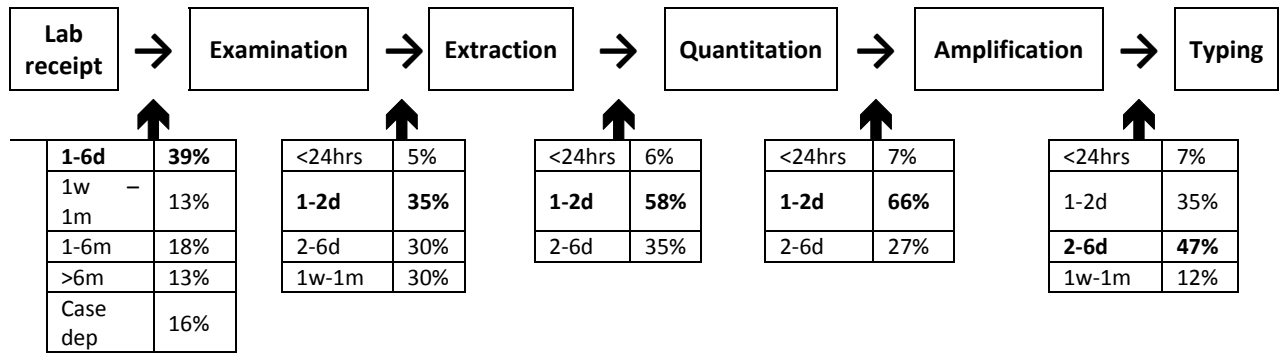 Lab receipt
Examination
Extraction
Quantitation
Amplification
Typing
1-6d 39%
1w – 1m 13%
1-6m 18%
>6m 13%
Case dep 16%
<24hrs 5%
1-2d 35%
2-6d 30%
1w-1m 30%
<24hrs 6%
1-2d 58%
2-6d 35%
<24hrs 7%
1-2d 66%
2-6d 27%
<24hrs 7%
1-2d 35%
2-6d 47%
1w-1m 12%